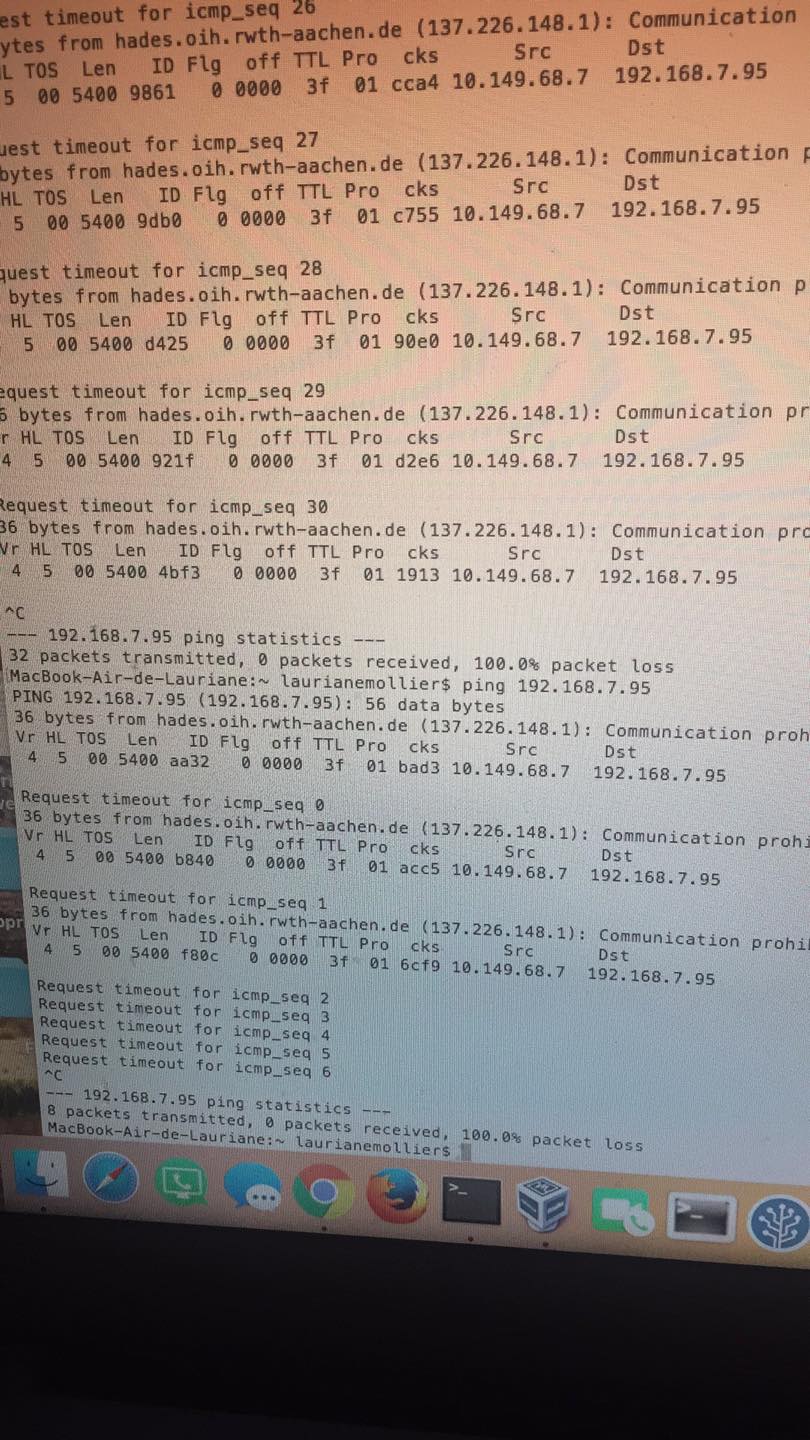 est timeout for icmp_seq 26
ytes from hades.oih.rwth-aachen.de (137.226.148.1): Communication
L TOS Len ID Flg off TTL Pro cks Src Dst
5 00 5400 9861 0 0000 3f 01 cca4 10.149.68.7 192.168.7.95
uest timeout for icmp_seq 27
bytes from hades.oih.rwth-aachen.de (137.226.148.1): Communication p
HL TOS Len ID Flg off TTL Pro cks Src Dst
5 00 5400 9db0 0 0000 3f 01 c755 10.149.68.7 192.168.7.95
quest timeout for icmp_seq 28
bytes from hades.oih.rwth-aachen.de (137.226.148.1): Communication p
HL TOS Len ID Flg off TTL Pro cks Src Dst
5 00 5400 d425 0 0000 3f 01 90e0 10.149.68.7 192.168.7.95
equest timeout for icmp_seq 29
6 bytes from hades.oih.rwth-aachen.de (137.226.148.1): Communication pr
r HL TOS Len ID Flg off TTL Pro cks Src Dst
4 5 00 5400 921f 0 0000 3f 01 d2e6 10.149.68.7 192.168.7.95
Request timeout for icmp_seq 30
36 bytes from hades.oih.rwth-aachen.de (137.226.148.1): Communication pro
Vr HL TOS Len ID Flg off TTL Pro cks Src Dst
4 5 00 5400 4bf3 0 0000 3f 01 1913 10.149.68.7 192.168.7.95
^C
--- 192.168.7.95 ping statistics ---
32 packets transmitted, 0 packets received, 100.0% packet loss
MacBook-Air-de-Lauriane:~ laurianemollier$ ping 192.168.7.95
PING 192.168.7.95 (192.168.7.95): 56 data bytes
36 bytes from hades.oih.rwth-aachen.de (137.226.148.1): Communication proh
Vr HL TOS Len ID Flg off TTL Pro cks Src Dst
4 5 00 5400 aa32 0 0000 3f 01 bad3 10.149.68.7 192.168.7.95
Request timeout for icmp_seq 0
36 bytes from hades.oih.rwth-aachen.de (137.226.148.1): Communication prohi
Vr HL TOS Len ID Flg off TTL Pro cks Src Dst
4 5 00 5400 b840 0 0000 3f 01 acc5 10.149.68.7 192.168.7.95
Request timeout for icmp_seq 1
36 bytes from hades.oih.rwth-aachen.de (137.226.148.1): Communication prohi
Vr HL TOS Len ID Flg off TTL Pro cks Src Dst
4 5 00 5400 f80c 0 0000 3f 01 6cf9 10.149.68.7 192.168.7.95
Request timeout for icmp_seq 2
Request timeout for icmp_seq 3
Request timeout for icmp_seq 4
Request timeout for icmp_seq 5
Request timeout for icmp_seq 6
^C
--- 192.168.7.95 ping statistics ---
8 packets transmitted, 0 packets received, 100.0% packet loss
MacBook-Air-de-Lauriane:~ laurianemollier$